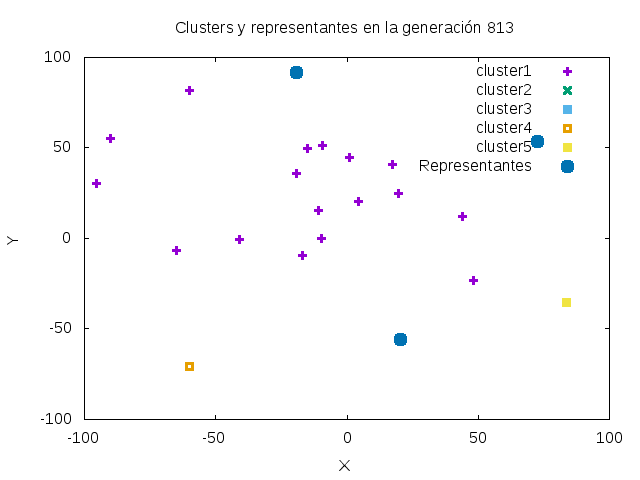 Clusters y representantes en la generación 813
100
50
0
-50
-100
-100
-50
0
50
100
Y
X
cluster1
cluster2
cluster3
cluster4
cluster5
Representantes